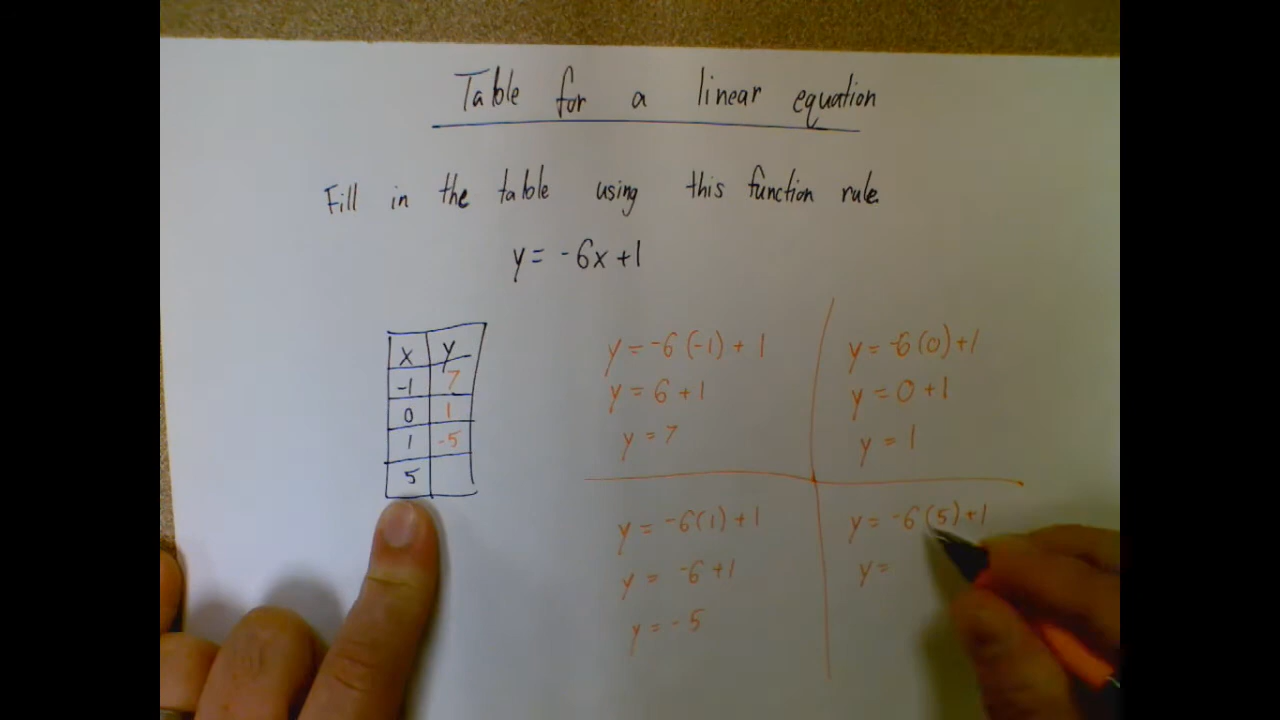 Table for a linear equation
Fill in the table using this function rule.
y = -6x +1
x y
-1 7
0 1
1 -5
5
y = -6(-1) + 1
y = 6 +1
y = 7
y = -6(0) +1
y = 0 +1
y = 1
y = -6(1) +1
y = -6 +1
y = -5
y = -6(5) +1
y =